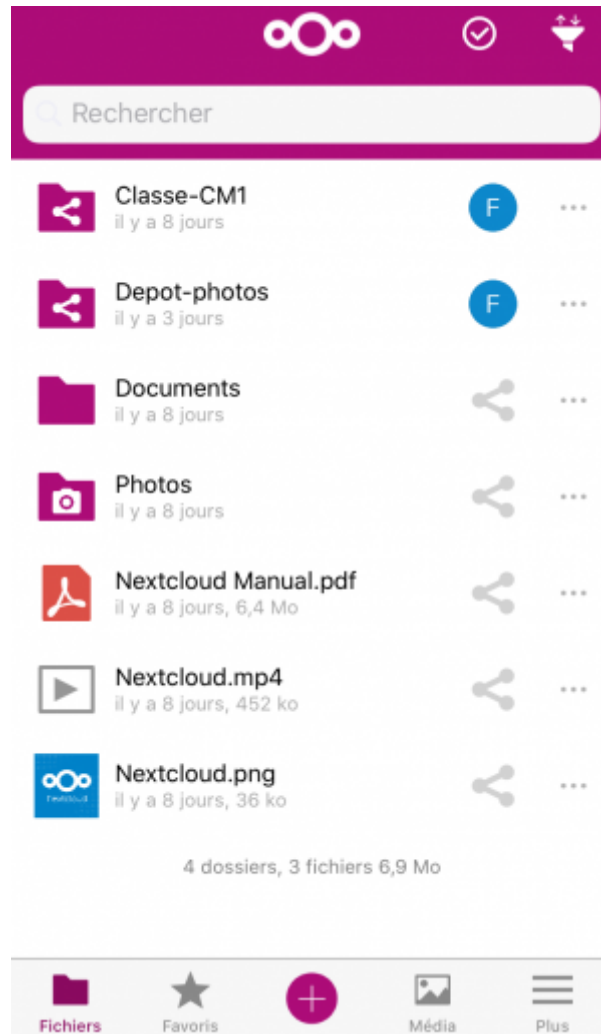 Rechercher
Classe-CM1
il y a 8 jours
F
Depot-photos
il y a 3 jours
F
Documents
il y a 8 jours
Photos
il y a 8 jours
Nextcloud Manual.pdf
il y a 8 jours, 6,4 Mo
Nextcloud.mp4
il y a 8 jours, 452 ko
Nextcloud.png
il y a 8 jours, 36 ko
4 dossiers, 3 fichiers 6,9 Mo
Fichiers
Favoris
Média
Plus